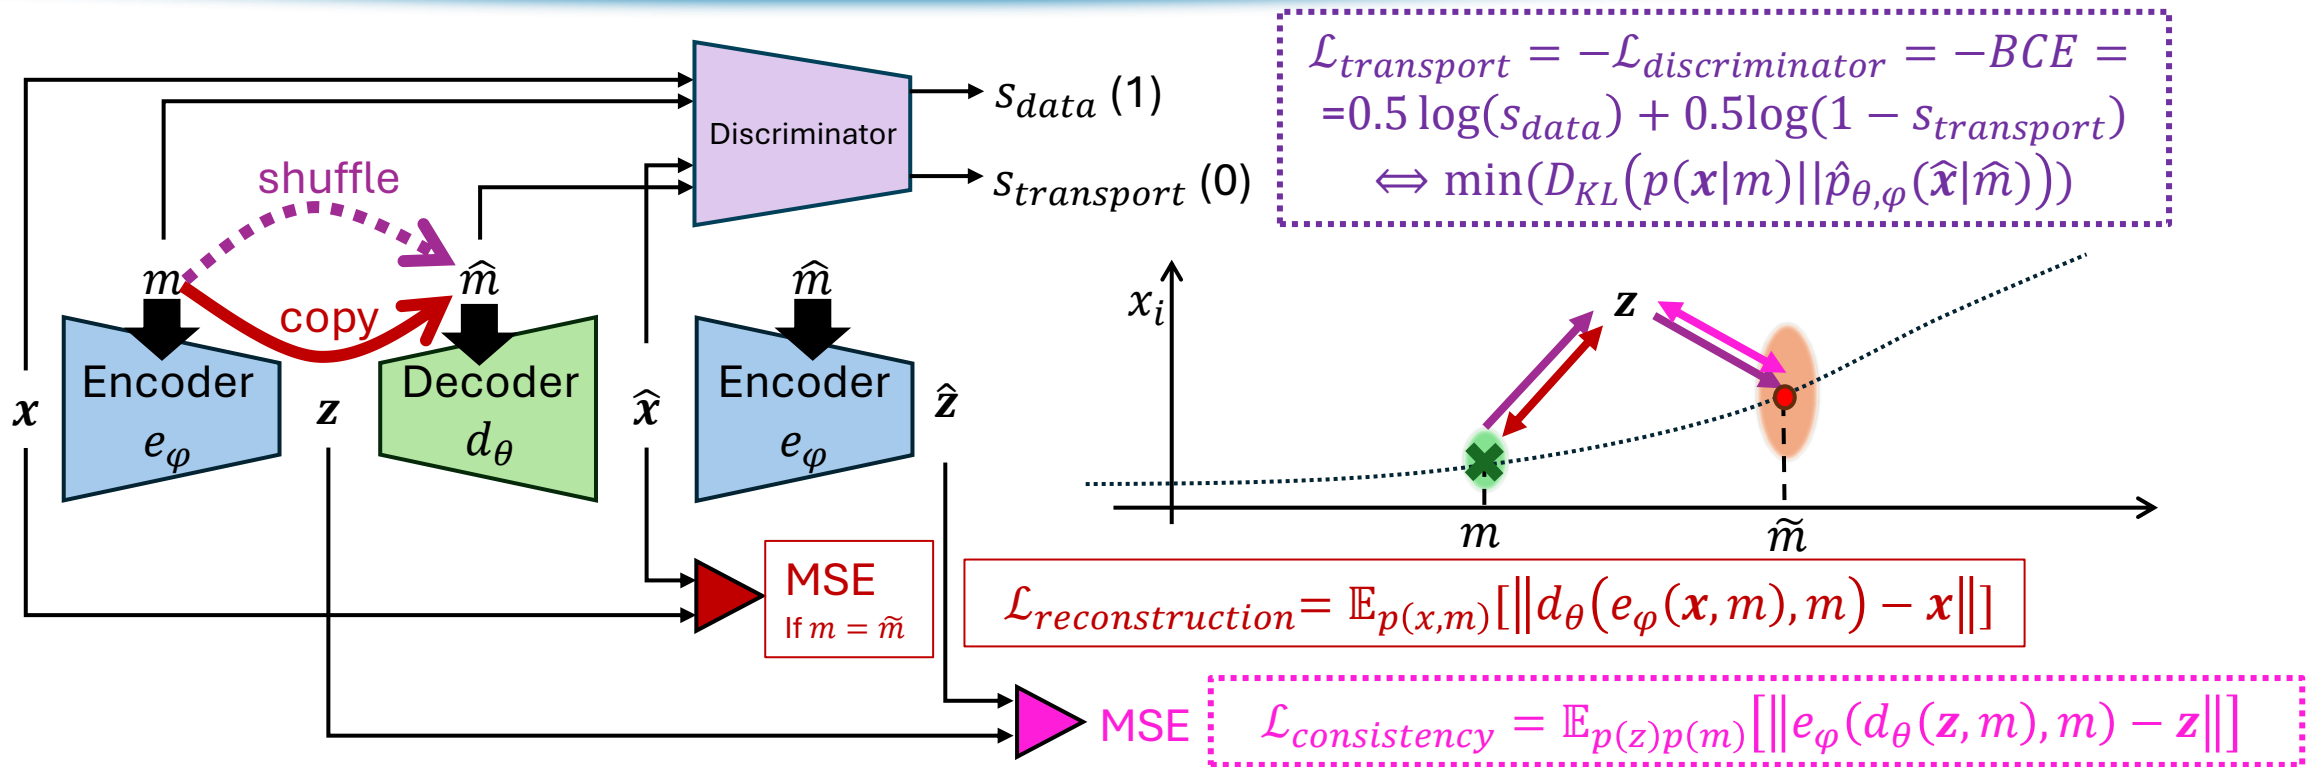 shuffle
copy
m
m̂
m̂
x
Encoder
e_φ
z
Decoder
d_θ
x̂
Encoder
e_φ
ẑ
Discriminator
s_data (1)
s_transport (0)
ℒ_transport = −ℒ_discriminator = −BCE =
=0.5 log(s_data) + 0.5log(1 − s_transport)
⇔ min(D_KL(p(x|m)||p̂_θ,φ(x̂|m̂)))
x_i
z
m
m̃
MSE
If m = m̃
ℒ_reconstruction= 𝔼_p(x,m)[‖d_θ(e_φ(x, m), m) − x‖]
MSE
ℒ_consistency = 𝔼_p(z)p(m)[‖e_φ(d_θ(z, m), m) − z‖]